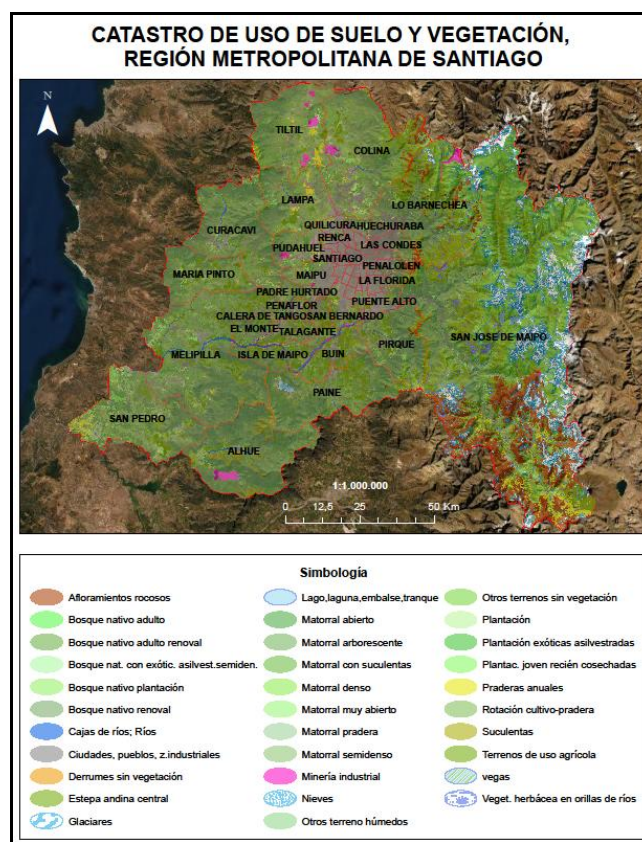 CATASTRO DE USO DE SUELO Y VEGETACIÓN,
REGIÓN METROPOLITANA DE SANTIAGO
N
TILTIL
COLINA
LAMPA
LO BARNECHEA
CURACAVI
QUILICURA
HUECHURABA
RENCA
PUDAHUEL
LAS CONDES
SANTIAGO
PEÑALOLEN
MARIA PINTO
MAIPU
LA FLORIDA
PADRE HURTADO
PEÑAFLOR
PUENTE ALTO
CALERA DE TANGO
SAN BERNARDO
EL MONTE
TALAGANTE
PIRQUE
SAN JOSE DE MAIPO
MELIPILLA
ISLA DE MAIPO
BUIN
PAINE
SAN PEDRO
ALHUE
1:1.000.000
0 12,5 25 50 Km
Simbología
Afloramientos rocosos
Bosque nativo adulto
Bosque nativo adulto renoval
Bosque nat. con exótic. asilvest.semiden.
Bosque nativo plantación
Bosque nativo renoval
Cajas de ríos; Ríos
Ciudades, pueblos, z.industriales
Derrumes sin vegetación
Estepa andina central
Glaciares
Lago,laguna,embalse,tranque
Matorral abierto
Matorral arborescente
Matorral con suculentas
Matorral denso
Matorral muy abierto
Matorral pradera
Matorral semidenso
Minería industrial
Nieves
Otros terreno húmedos
Otros terrenos sin vegetación
Plantación
Plantación exóticas asilvestradas
Plantac. joven recién cosechadas
Praderas anuales
Rotación cultivo-pradera
Suculentas
Terrenos de uso agrícola
vegas
Veget. herbácea en orillas de ríos